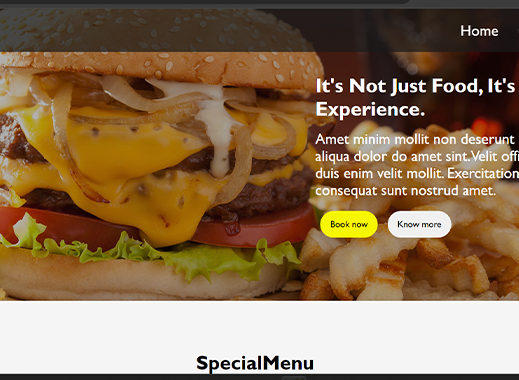 Home
It's Not Just Food, It's
Experience.
Amet minim mollit non deserunt
aliqua dolor do amet sint. Velit offi
duis enim velit mollit. Exercitation
consequat sunt nostrud amet.
Book now
Know more
SpecialMenu